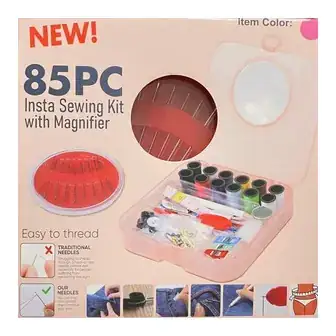 Item Color:
NEW!
85PC
Insta Sewing Kit
with Magnifier
Easy to thread
TRADITIONAL
NEEDLES
OUR
NEEDLES